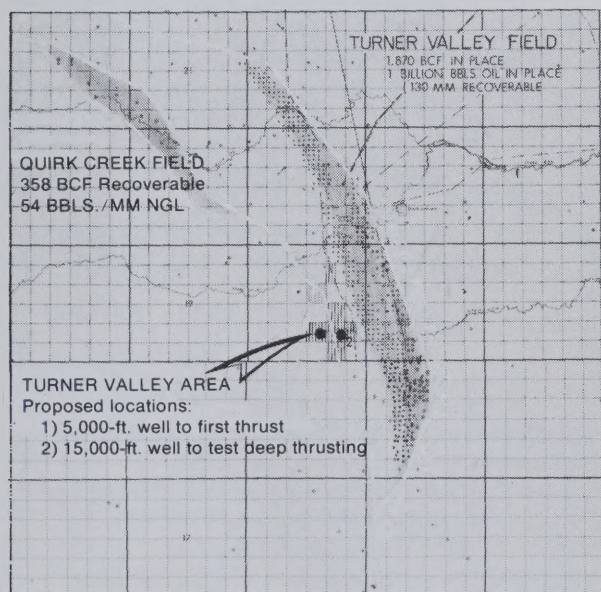 TURNER VALLEY FIELD
1,870 BCF IN PLACE
1 BILLION BBLS OIL IN PLACE
130 MM RECOVERABLE
QUIRK CREEK FIELD
358 BCF Recoverable
54 BBLS./MM NGL
TURNER VALLEY AREA
Proposed locations:
1) 5,000-ft. well to first thrust
2) 15,000-ft. well to test deep thrusting